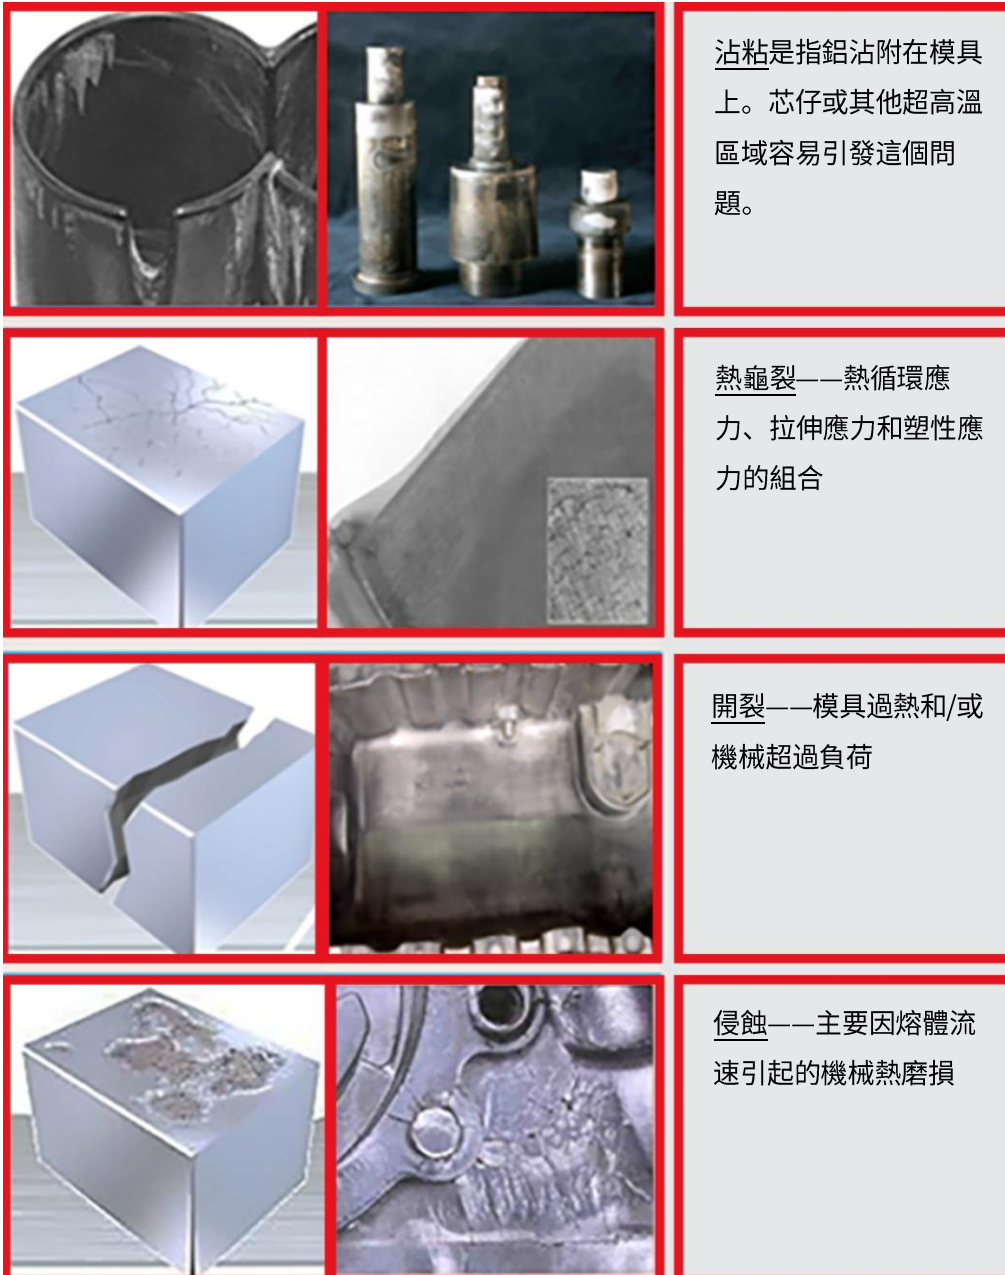 沾粘是指鋁沾附在模具
上。芯仔或其他超高溫
區域容易引發這個問
題。
熱龜裂——熱循環應
力、拉伸應力和塑性應
力的組合
開裂——模具過熱和/或
機械超過負荷
侵蝕——主要因熔體流
速引起的機械熱磨損